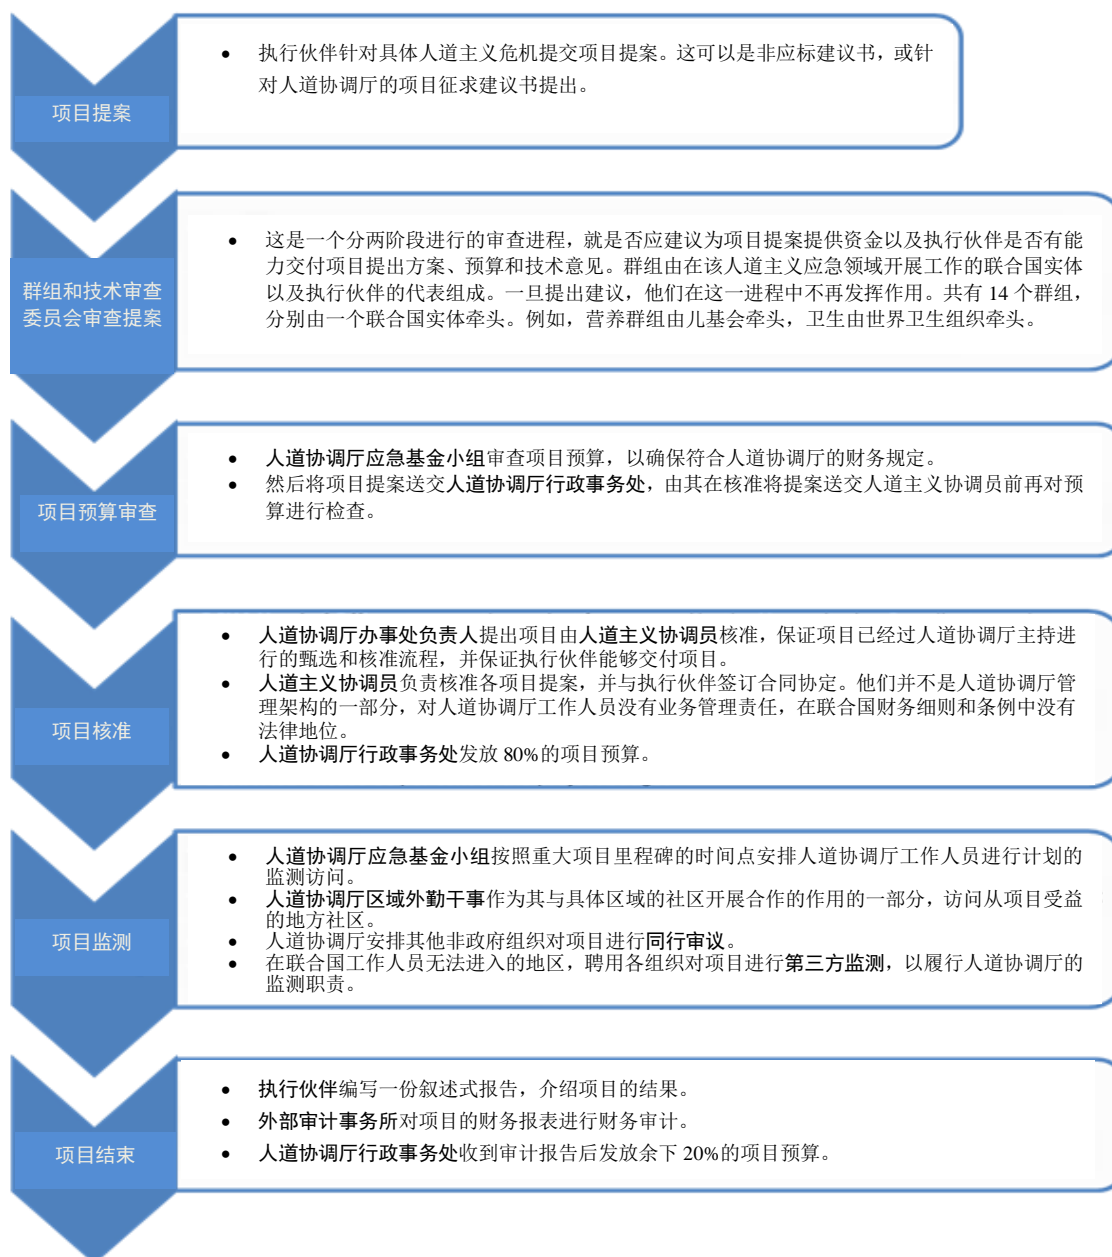 项目提案
• 执行伙伴针对具体人道主义危机提交项目提案。这可以是非应标建议书，或针
对人道协调厅的项目征求建议书提出。
群组和技术审查
委员会审查提案
• 这是一个分两阶段进行的审查进程，就是否应建议为项目提案提供资金以及执行伙伴是否有能
力交付项目提出方案、预算和技术意见。群组由在该人道主义应急领域开展工作的联合国实体
以及执行伙伴的代表组成。一旦提出建议，他们在这一进程中不再发挥作用。共有 14 个群组，
分别由一个联合国实体牵头。例如，营养群组由儿基会牵头，卫生由世界卫生组织牵头。
项目预算审查
• 人道协调厅应急基金小组审查项目预算，以确保符合人道协调厅的财务规定。
• 然后将项目提案送交人道协调厅行政事务处，由其在核准将提案送交人道主义协调员前再对预
算进行检查。
项目核准
• 人道协调厅办事处负责人提出项目由人道主义协调员核准，保证项目已经过人道协调厅主持进
行的甄选和核准流程，并保证执行伙伴能够交付项目。
• 人道主义协调员负责核准各项目提案，并与执行伙伴签订合同协定。他们并不是人道协调厅管
理架构的一部分，对人道协调厅工作人员没有业务管理责任，在联合国财务细则和条例中没有
法律地位。
• 人道协调厅行政事务处发放 80%的项目预算。
项目监测
• 人道协调厅应急基金小组按照重大项目里程碑的时间点安排人道协调厅工作人员进行计划的
监测访问。
• 人道协调厅区域外勤干事作为其与具体区域的社区开展合作的作用的一部分，访问从项目受益
的地方社区。
• 人道协调厅安排其他非政府组织对项目进行同行审议。
• 在联合国工作人员无法进入的地区，聘用各组织对项目进行第三方监测，以履行人道协调厅的
监测职责。
项目结束
• 执行伙伴编写一份叙述式报告，介绍项目的结果。
• 外部审计事务所对项目的财务报表进行财务审计。
• 人道协调厅行政事务处收到审计报告后发放余下 20%的项目预算。